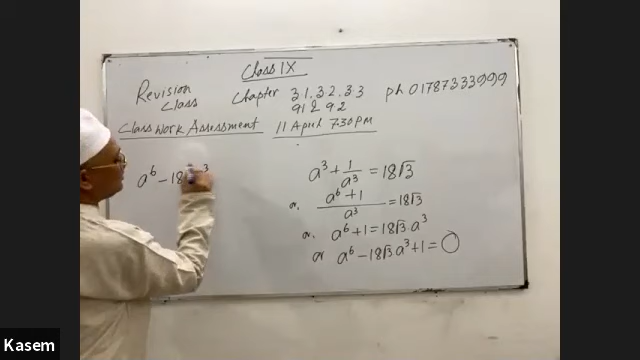 Class IX
Revision Class
Chapter 3.1, 3.2, 3.3
9.1 & 9.2
ph 01787333999
Class Work Assessment
11 April 7:30 PM
a⁶ - 18
a³ + 1/a³ = 18√3
or, (a⁶ + 1)/a³ = 18√3
or, a⁶ + 1 = 18√3 . a³
or a⁶ - 18√3 . a³ + 1 = 0
Kasem